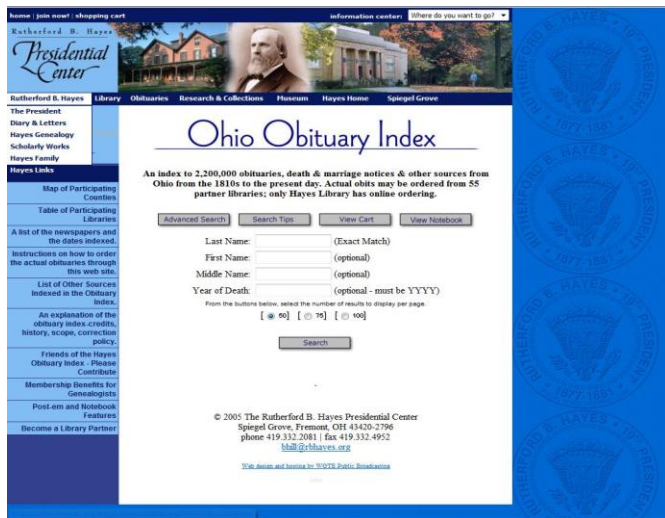 home | join now! | shopping cart
information center: Where do you want to go?
Rutherford B. Hayes
Presidential
Center
Rutherford B. Hayes Library Obituaries Research & Collections Museum Hayes Home Spiegel Grove
The President
Diary & Letters
Hayes Genealogy
Scholarly Works
Hayes Family
Hayes Links
Map of Participating
Counties
Table of Participating
Libraries
A list of the newspapers and
the dates indexed.
Instructions on how to order
the actual obituaries through
this web site.
List of Other Sources
Indexed in the Obituary
Index.
An explanation of the
obituary index-credits,
history, scope, correction
policy.
Friends of the Hayes
Obituary Index - Please
Contribute
Membership Benefits for
Genealogists
Post-em and Notebook
Features
Become a Library Partner
Ohio Obituary Index
An index to 2,200,000 obituaries, death & marriage notices & other sources from
Ohio from the 1810s to the present day. Actual obits may be ordered from 55
partner libraries; only Hayes Library has online ordering.
Advanced Search Search Tips View Cart View Notebook
Last Name: (Exact Match)
First Name: (optional)
Middle Name: (optional)
Year of Death: (optional - must be YYYY)
From the buttons below, select the number of results to display per page.
[ 50] [ 75] [ 100]
Search
© 2005 The Rutherford B. Hayes Presidential Center
Spiegel Grove, Fremont, OH 43420-2796
phone 419.332.2081 | fax 419.332.4952
bhill@rbhayes.org
Web design and hosting by WGTE Public Broadcasting
RUTHERFORD B. HAYES
1877-1881